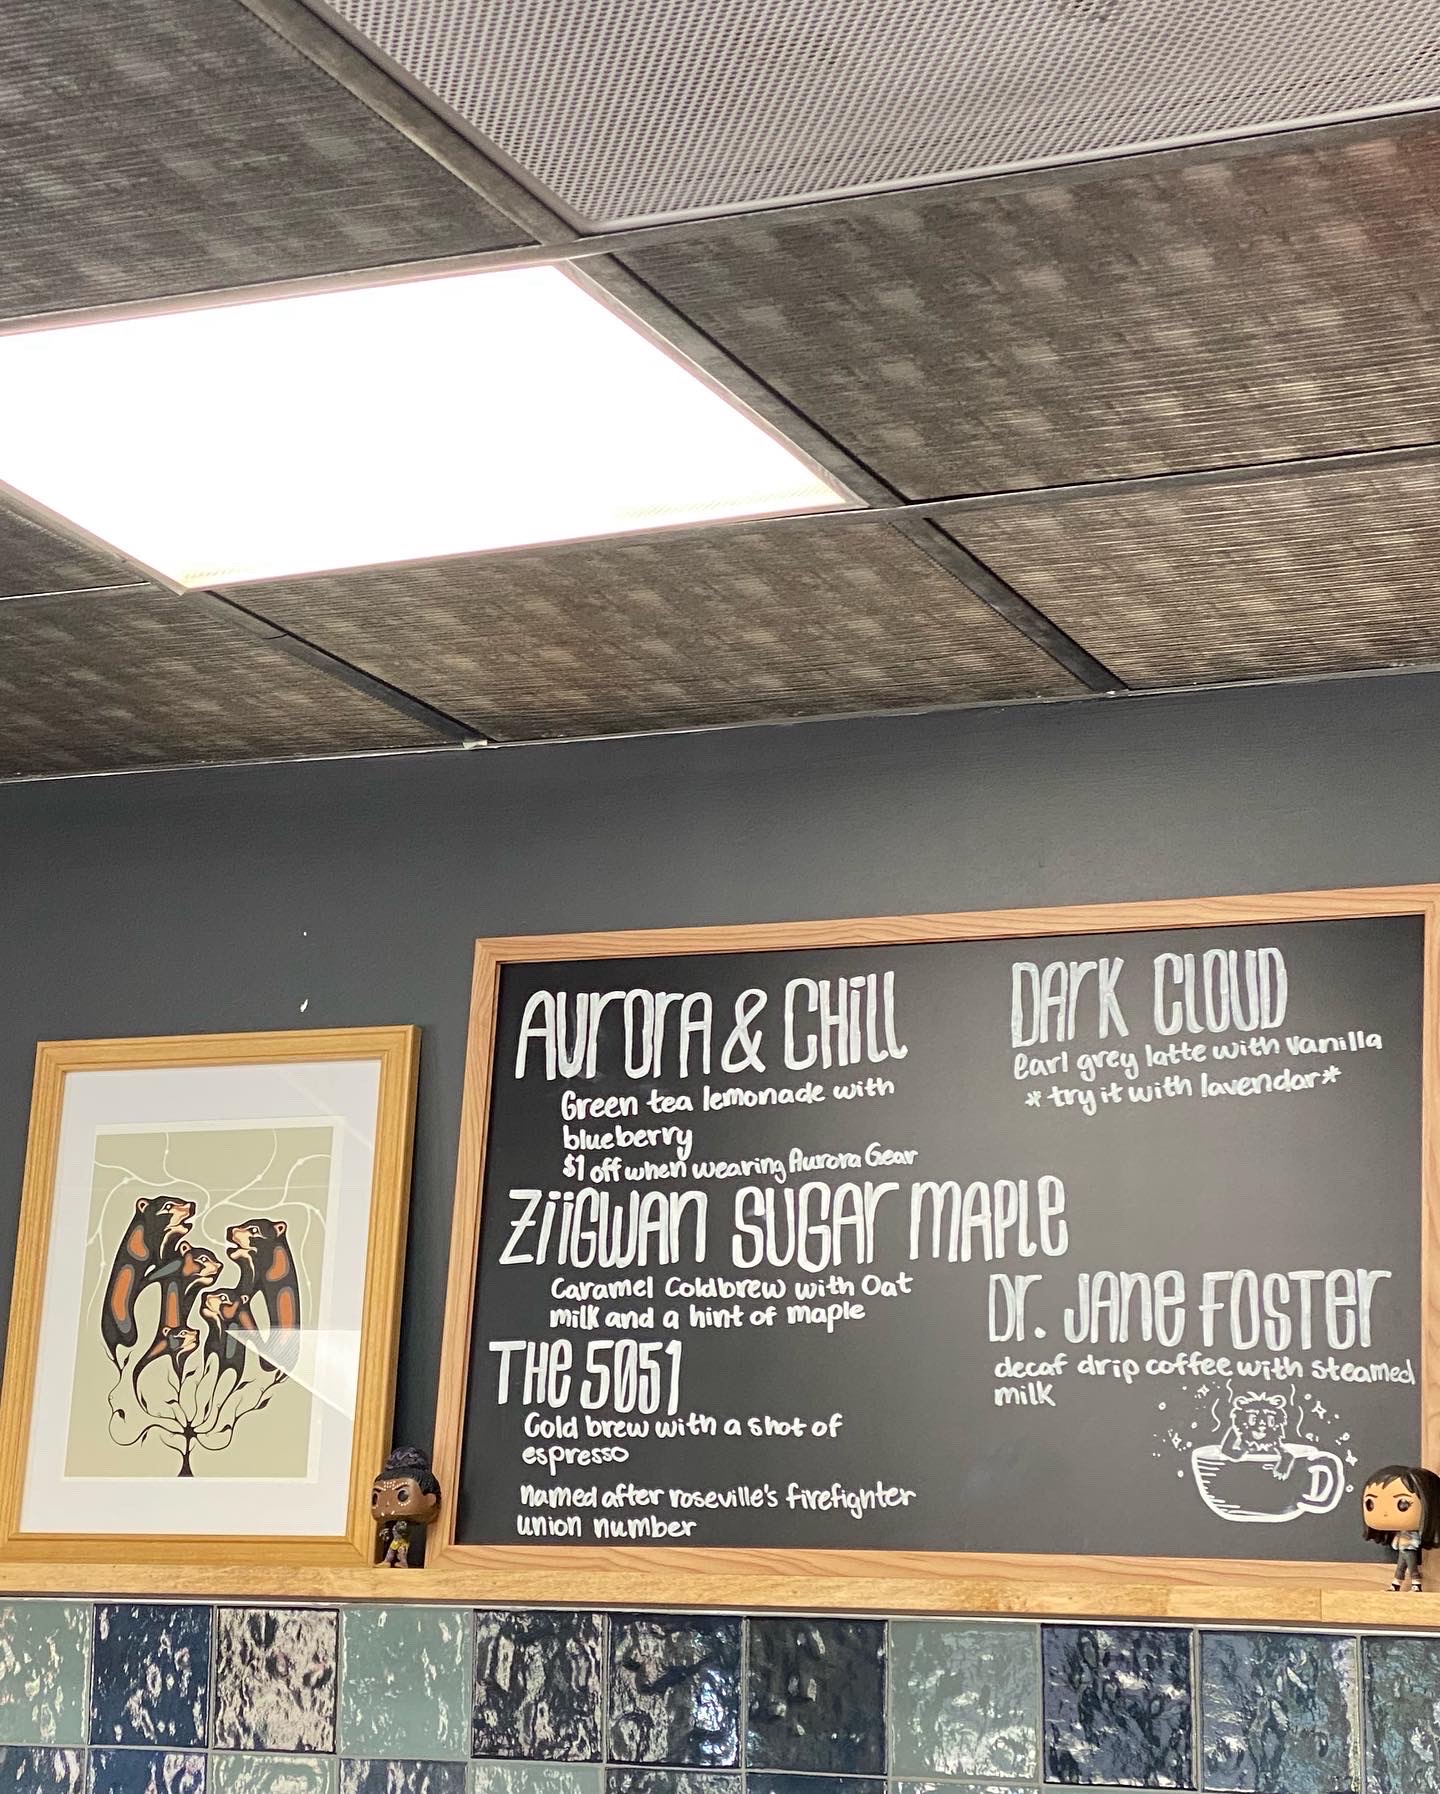 Aurora & Chill
Green tea lemonade with
blueberry
$1 off when wearing Aurora Gear
Ziigwan Sugar Maple
Caramel Coldbrew with Oat
milk and a hint of maple
The 5051
Cold brew with a shot of
espresso
named after roseville's firefighter
union number
Dark Cloud
earl grey latte with vanilla
*try it with lavendar*
Dr. Jane Foster
decaf drip coffee with steamed
milk
D